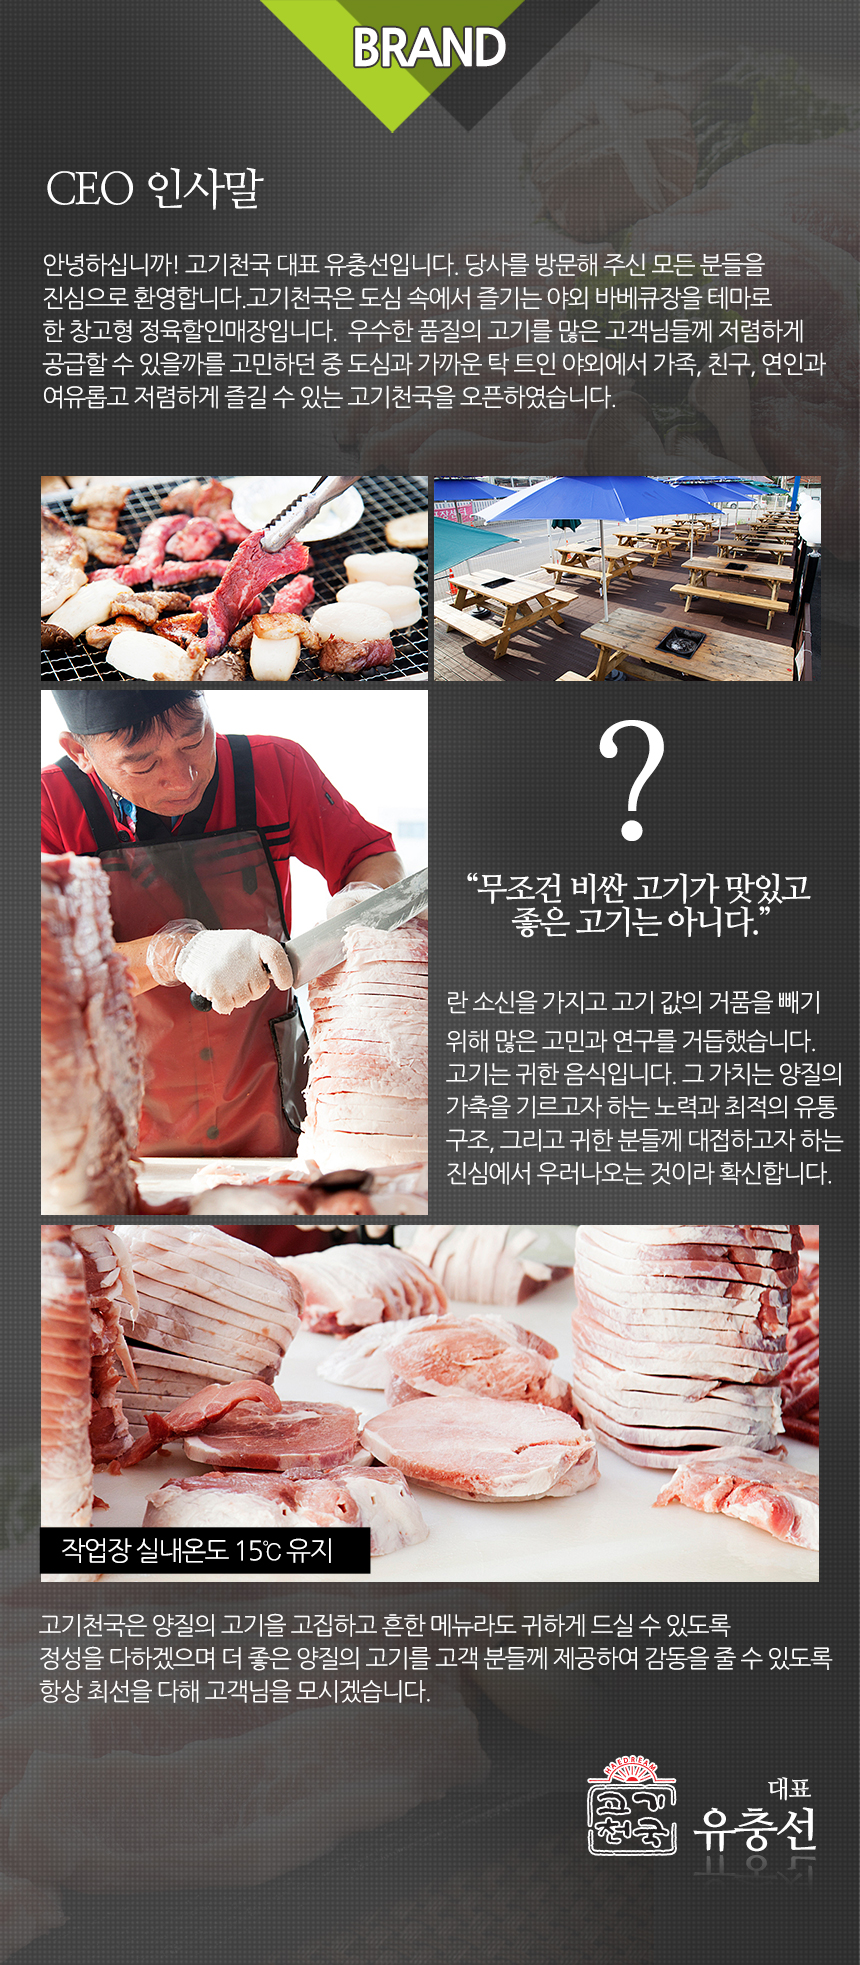 BRAND
CEO 인사말
안녕하십니까! 고기천국 대표 유충선입니다. 당사를 방문해 주신 모든 분들을
진심으로 환영합니다.고기천국은 도심 속에서 즐기는 야외 바베큐장을 테마로
한 창고형 정육할인매장입니다. 우수한 품질의 고기를 많은 고객님들께 저렴하게
공급할 수 있을까를 고민하던 중 도심과 가까운 탁 트인 야외에서 가족, 친구, 연인과
여유롭고 저렴하게 즐길 수 있는 고기천국을 오픈하였습니다.
?
“무조건 비싼 고기가 맛있고
좋은 고기는 아니다.”
란 소신을 가지고 고기 값의 거품을 빼기
위해 많은 고민과 연구를 거듭했습니다.
고기는 귀한 음식입니다. 그 가치는 양질의
가축을 기르고자 하는 노력과 최적의 유통
구조, 그리고 귀한 분들께 대접하고자 하는
진심에서 우러나오는 것이라 확신합니다.
작업장 실내온도 15℃ 유지
고기천국은 양질의 고기을 고집하고 흔한 메뉴라도 귀하게 드실 수 있도록
정성을 다하겠으며 더 좋은 양질의 고기를 고객 분들께 제공하여 감동을 줄 수 있도록
항상 최선을 다해 고객님을 모시겠습니다.
HAEDREAM
고기
천국
대표
유충선